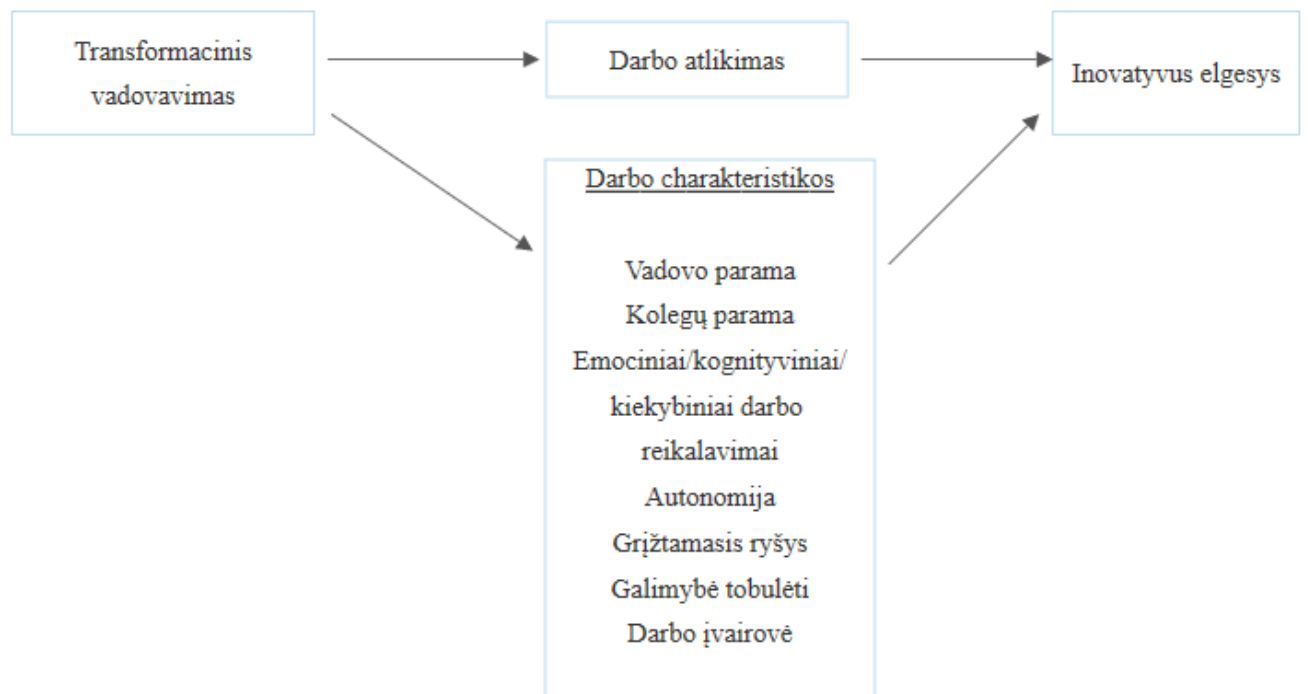 Transformacinis
vadovavimas
Darbo atlikimas
Inovatyvus elgesys
Darbo charakteristikos
Vadovo parama
Kolegų parama
Emociniai/kognityviniai/
kiekybiniai darbo
reikalavimai
Autonomija
Grįžtamasis ryšys
Galimybė tobulėti
Darbo įvairovė